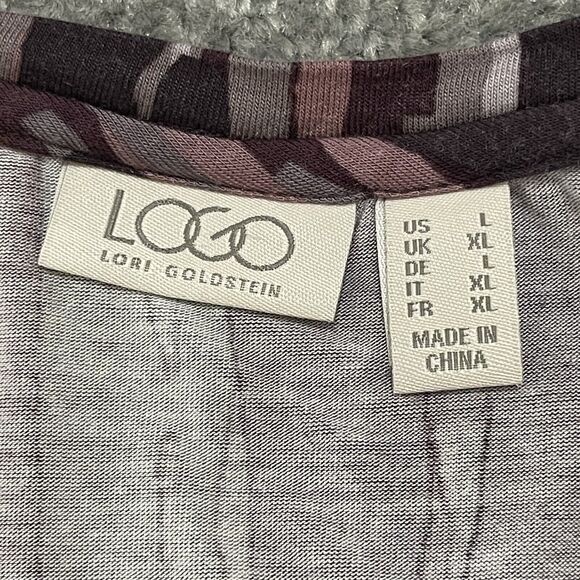 LOGO
LORI GOLDSTEIN
US L
UK XL
DE L
IT XL
FR XL
MADE IN
CHINA